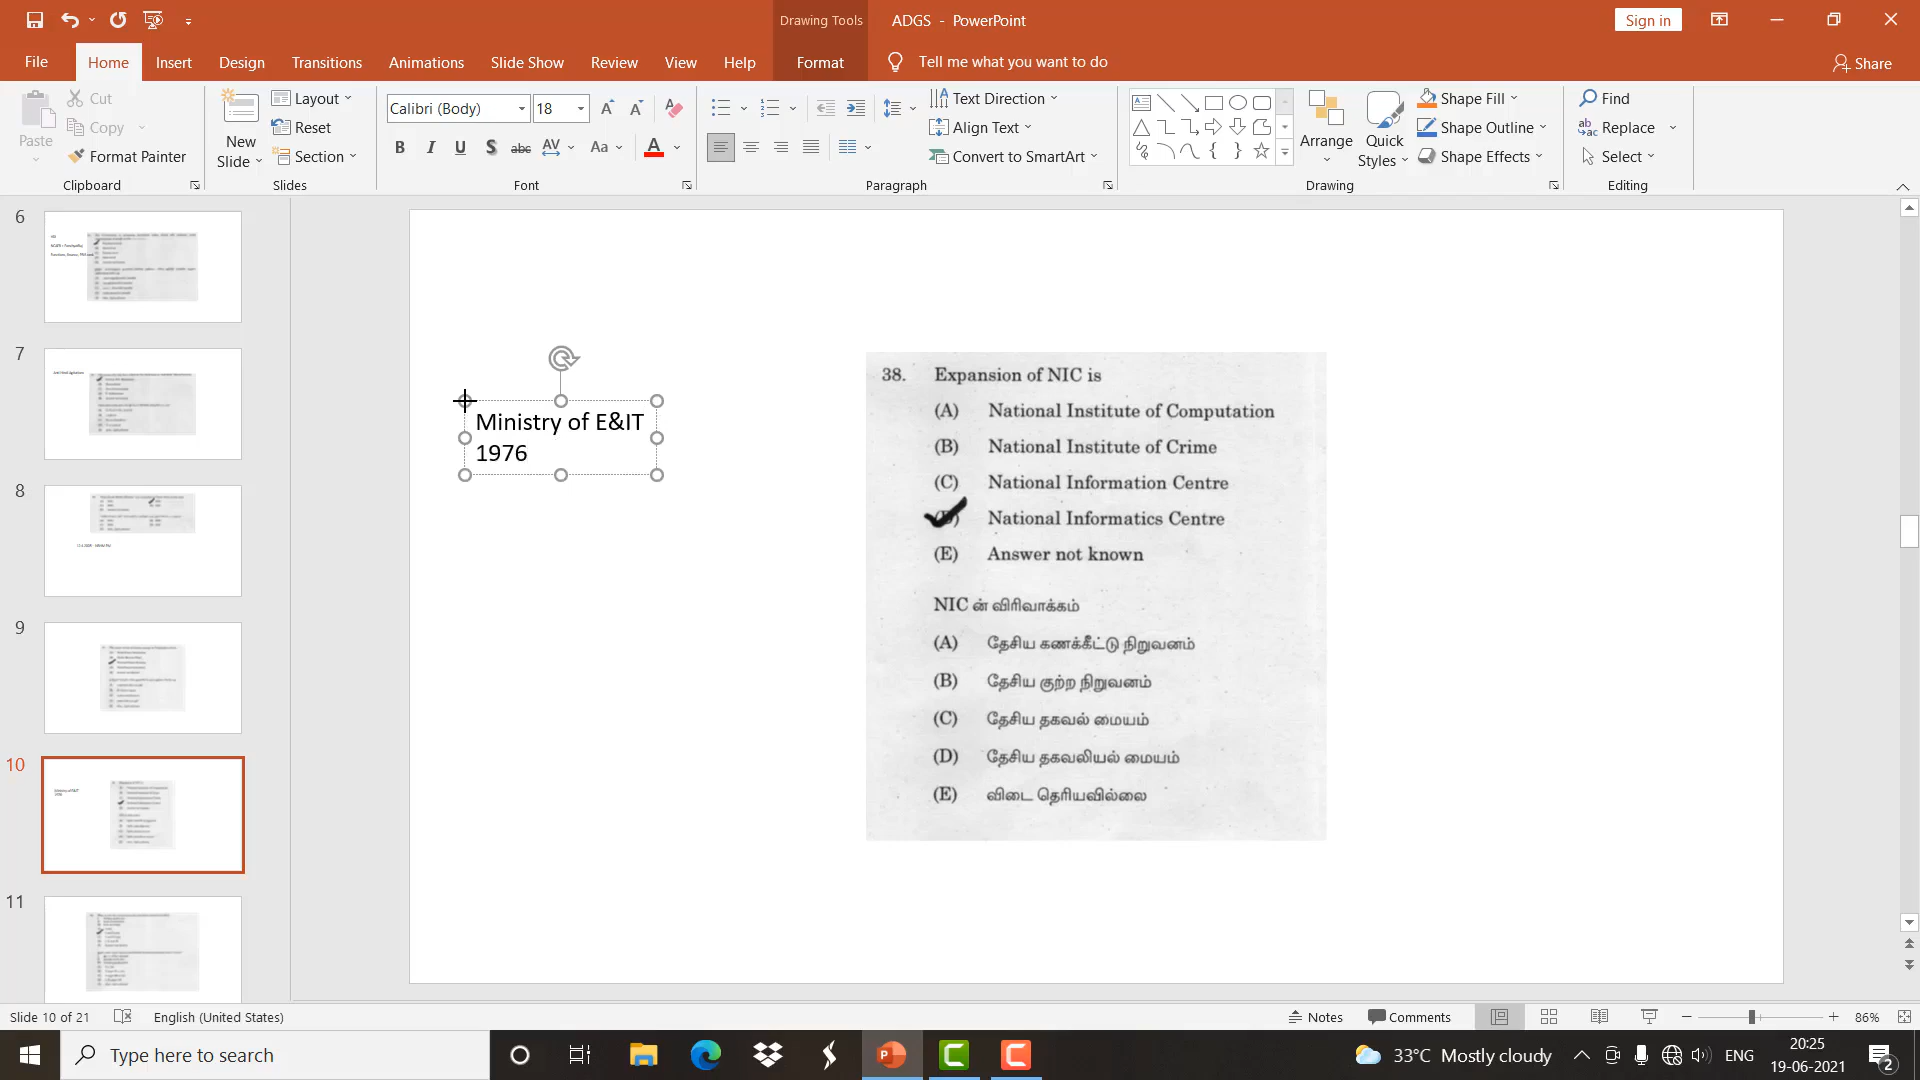 Drawing Tools
ADGS - PowerPoint
Sign in
File
Home
Insert
Design
Transitions
Animations
Slide Show
Review
View
Help
Format
Tell me what you want to do
Share
Paste
Cut
Copy
Format Painter
Clipboard
New
Slide
Layout
Reset
Section
Slides
Calibri (Body)
18
Font
Paragraph
Text Direction
Align Text
Convert to SmartArt
Arrange
Quick
Styles
Shape Fill
Shape Outline
Shape Effects
Drawing
Find
Replace
Select
Editing
6
7
8
9
10
11
Ministry of E&IT
1976
38. Expansion of NIC is
(A) National Institute of Computation
(B) National Institute of Crime
(C) National Information Centre
(D) National Informatics Centre
(E) Answer not known
NIC ன் விரிவாக்கம்
(A) தேசிய கணக்கீட்டு நிறுவனம்
(B) தேசிய குற்ற நிறுவனம்
(C) தேசிய தகவல் மையம்
(D) தேசிய தகவலியல் மையம்
(E) விடை தெரியவில்லை
Slide 10 of 21
English (United States)
Notes
Comments
86%
Type here to search
33°C Mostly cloudy
ENG
20:25
19-06-2021
2